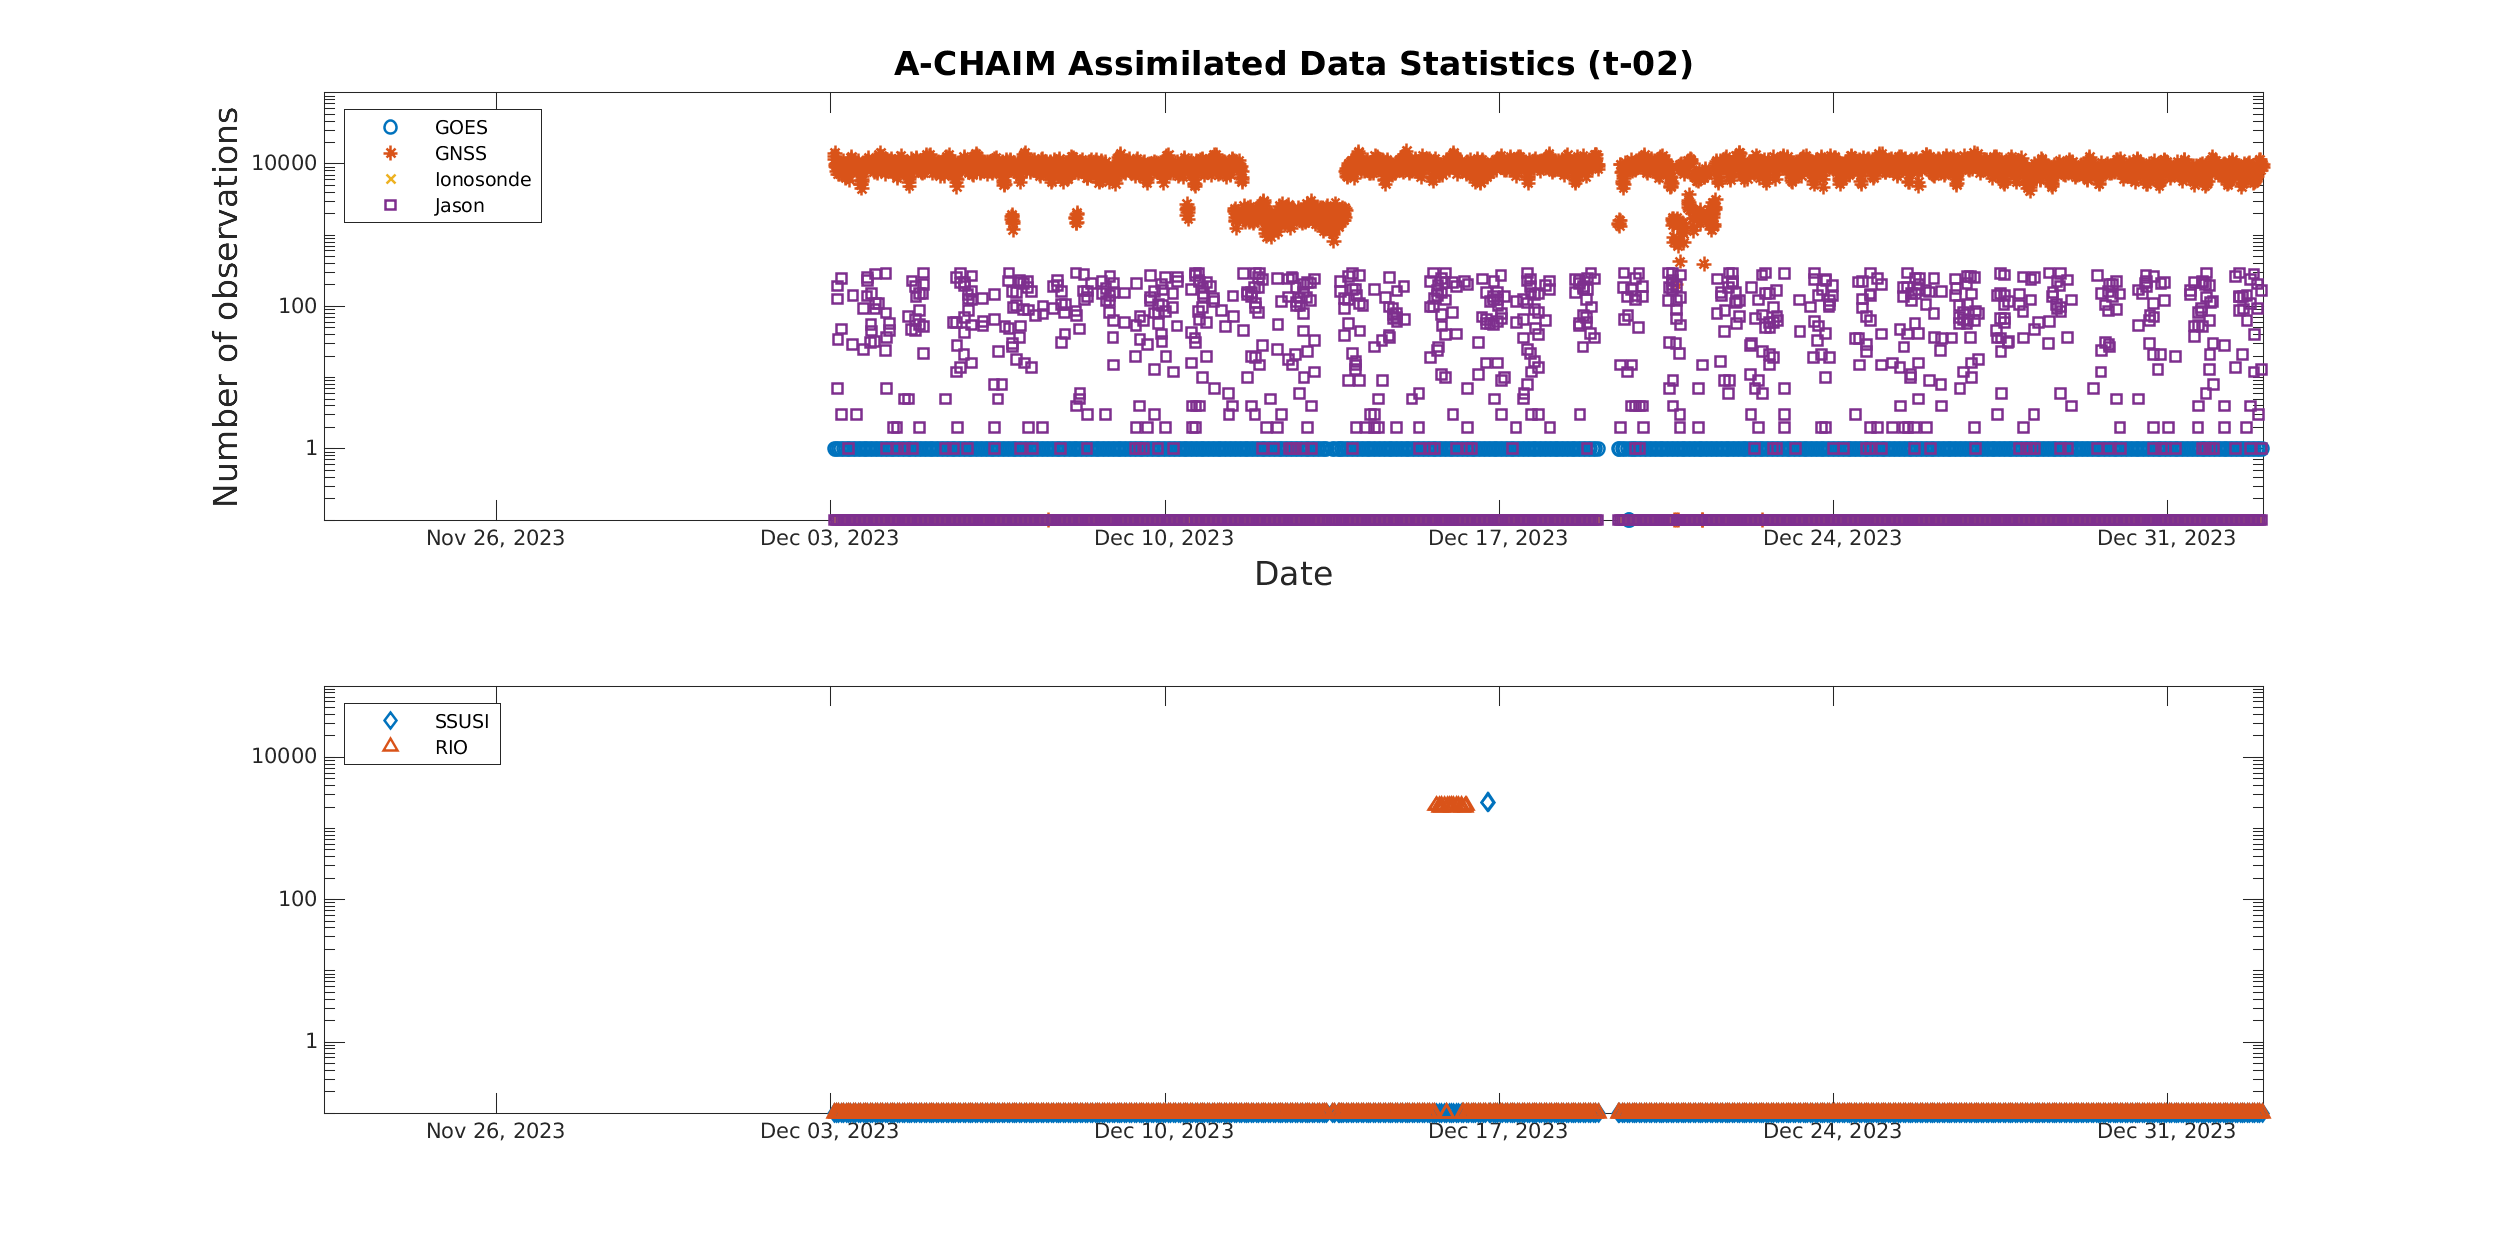 A-CHAIM Assimilated Data Statistics (t-02)
Number of observations
10000
100
1
GOES
GNSS
Ionosonde
Jason
Nov 26, 2023
Dec 03, 2023
Dec 10, 2023
Dec 17, 2023
Dec 24, 2023
Dec 31, 2023
Date
10000
100
1
SSUSI
RIO
Nov 26, 2023
Dec 03, 2023
Dec 10, 2023
Dec 17, 2023
Dec 24, 2023
Dec 31, 2023